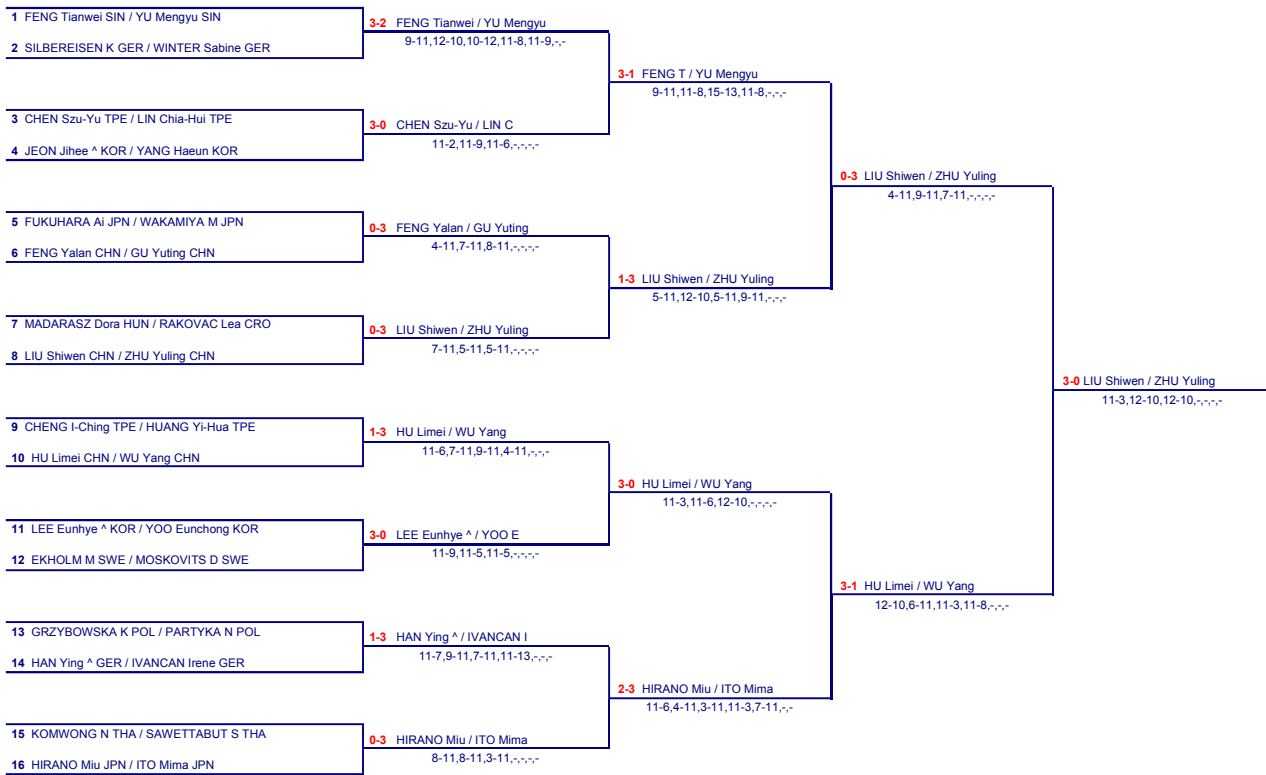 1 FENG Tianwei SIN / YU Mengyu SIN
2 SILBEREISEN K GER / WINTER Sabine GER
3-2 FENG Tianwei / YU Mengyu
9-11,12-10,10-12,11-8,11-9,-,-
3 CHEN Szu-Yu TPE / LIN Chia-Hui TPE
4 JEON Jihee ^ KOR / YANG Haeun KOR
3-0 CHEN Szu-Yu / LIN C
11-2,11-9,11-6,-,-,-,-
3-1 FENG T / YU Mengyu
9-11,11-8,15-13,11-8,-,-,-
5 FUKUHARA Ai JPN / WAKAMIYA M JPN
6 FENG Yalan CHN / GU Yuting CHN
0-3 FENG Yalan / GU Yuting
4-11,7-11,8-11,-,-,-,-
7 MADARASZ Dora HUN / RAKOVAC Lea CRO
8 LIU Shiwen CHN / ZHU Yuling CHN
0-3 LIU Shiwen / ZHU Yuling
7-11,5-11,5-11,-,-,-,-
1-3 LIU Shiwen / ZHU Yuling
5-11,12-10,5-11,9-11,-,-,-
0-3 LIU Shiwen / ZHU Yuling
4-11,9-11,7-11,-,-,-,-
9 CHENG I-Ching TPE / HUANG Yi-Hua TPE
10 HU Limei CHN / WU Yang CHN
1-3 HU Limei / WU Yang
11-6,7-11,9-11,4-11,-,-,-
11 LEE Eunhye ^ KOR / YOO Eunchong KOR
12 EKHOLM M SWE / MOSKOVITS D SWE
3-0 LEE Eunhye ^ / YOO E
11-9,11-5,11-5,-,-,-,-
3-0 HU Limei / WU Yang
11-3,11-6,12-10,-,-,-,-
13 GRZYBOWSKA K POL / PARTYKA N POL
14 HAN Ying ^ GER / IVANCAN Irene GER
1-3 HAN Ying ^ / IVANCAN I
11-7,9-11,7-11,11-13,-,-,-
15 KOMWONG N THA / SAWETTABUT S THA
16 HIRANO Miu JPN / ITO Mima JPN
0-3 HIRANO Miu / ITO Mima
8-11,8-11,3-11,-,-,-,-
2-3 HIRANO Miu / ITO Mima
11-6,4-11,3-11,11-3,7-11,-,-
3-1 HU Limei / WU Yang
12-10,6-11,11-3,11-8,-,-,-
3-0 LIU Shiwen / ZHU Yuling
11-3,12-10,12-10,-,-,-,-